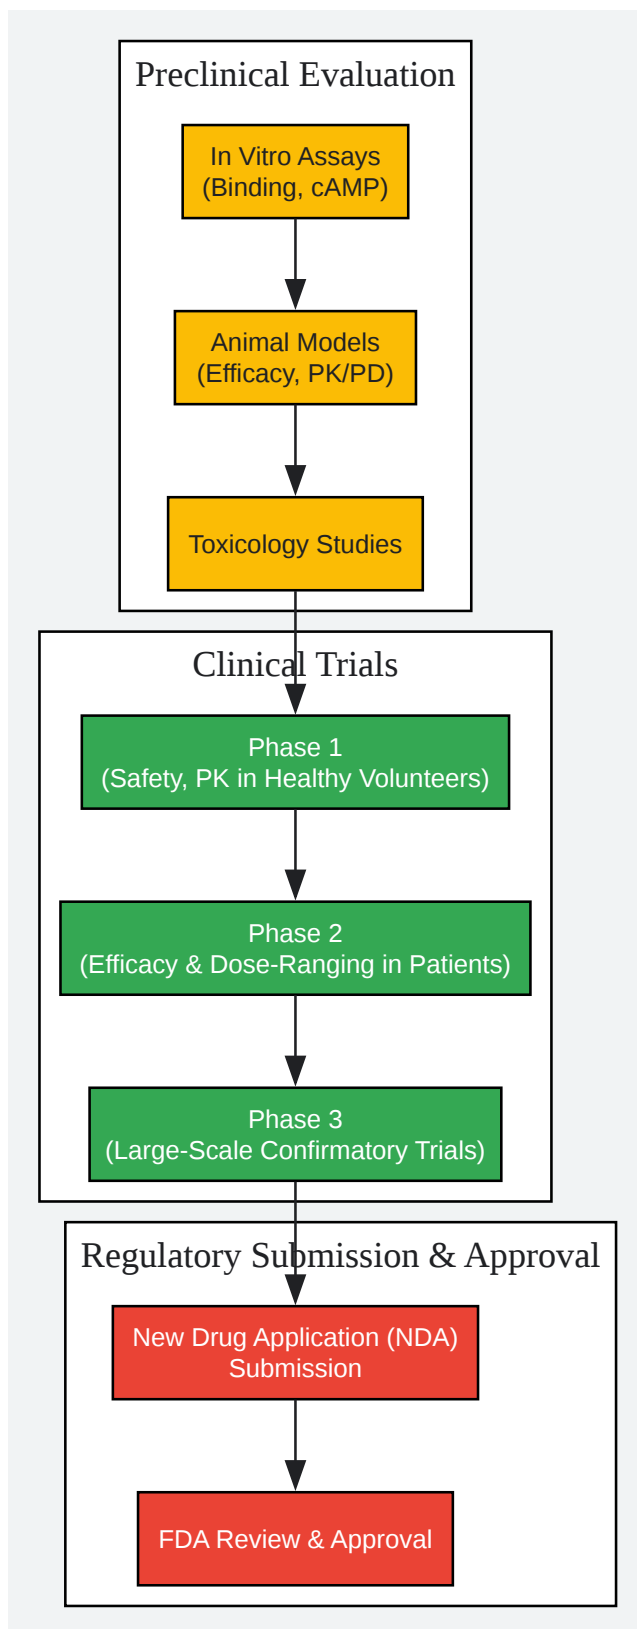 Preclinical Evaluation
In Vitro Assays
(Binding, cAMP)
Animal Models
(Efficacy, PK/PD)
Toxicology Studies
Clinical Trials
Phase 1
(Safety, PK in Healthy Volunteers)
Phase 2
(Efficacy & Dose-Ranging in Patients)
Phase 3
(Large-Scale Confirmatory Trials)
Regulatory Submission & Approval
New Drug Application (NDA)
Submission
FDA Review & Approval